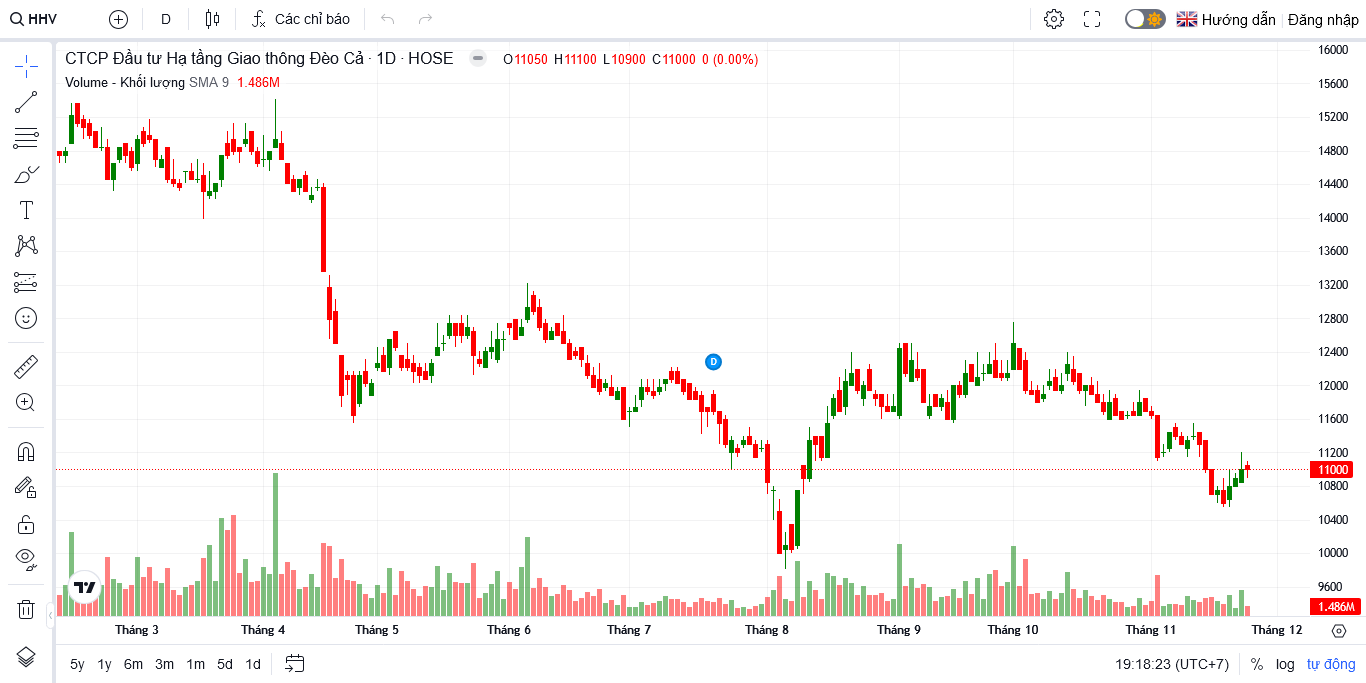 HHV D Các chỉ báo Hướng dẫn Đăng nhập
CTCP Đầu tư Hạ tầng Giao thông Đèo Cả · 1D · HOSE O11050 H11100 L10900 C11000 0 (0.00%)
Volume - Khối lượng SMA 9 1.486M
16000
15600
15200
14800
14400
14000
13600
13200
12800
12400
D
12000
11600
11200
11000
10800
10400
10000
9600
1.486M
Tháng 3 Tháng 4 Tháng 5 Tháng 6 Tháng 7 Tháng 8 Tháng 9 Tháng 10 Tháng 11 Tháng 12
5y 1y 6m 3m 1m 5d 1d 19:18:23 (UTC+7) % log tự động